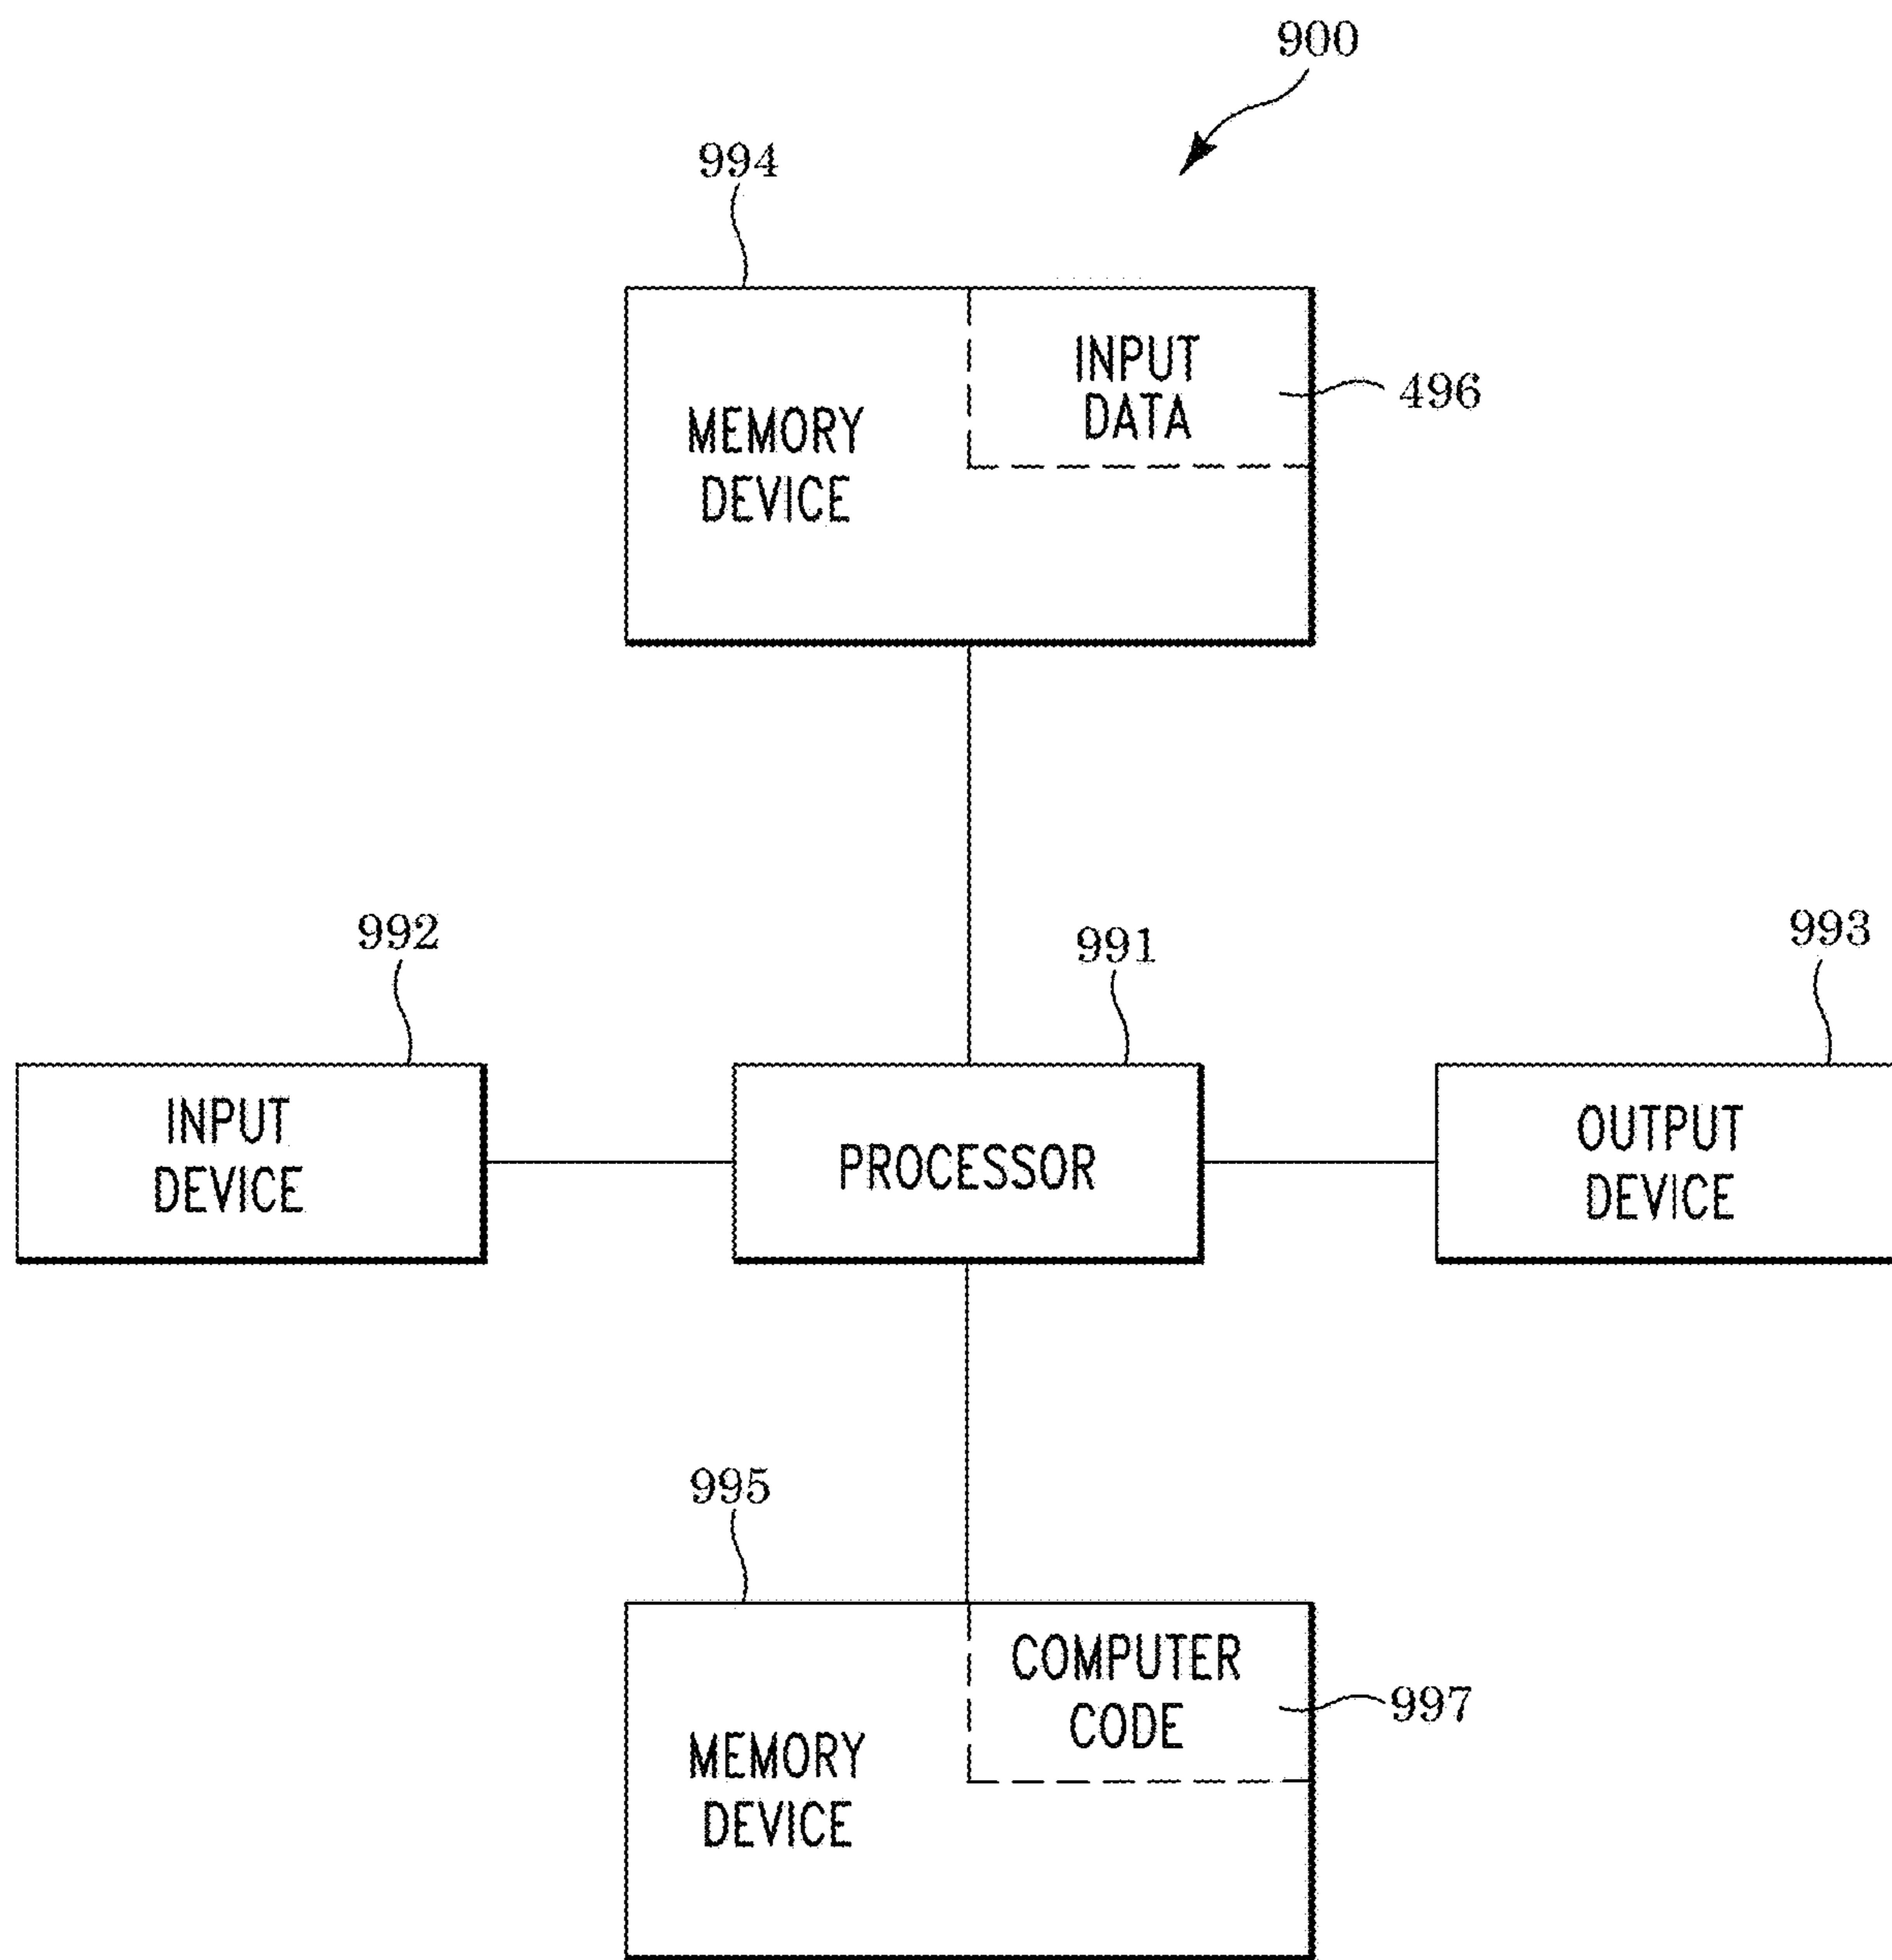 900
994
INPUT
DATA
496
MEMORY
DEVICE
992
991
993
INPUT
DEVICE
PROCESSOR
OUTPUT
DEVICE
995
COMPUTER
CODE
997
MEMORY
DEVICE